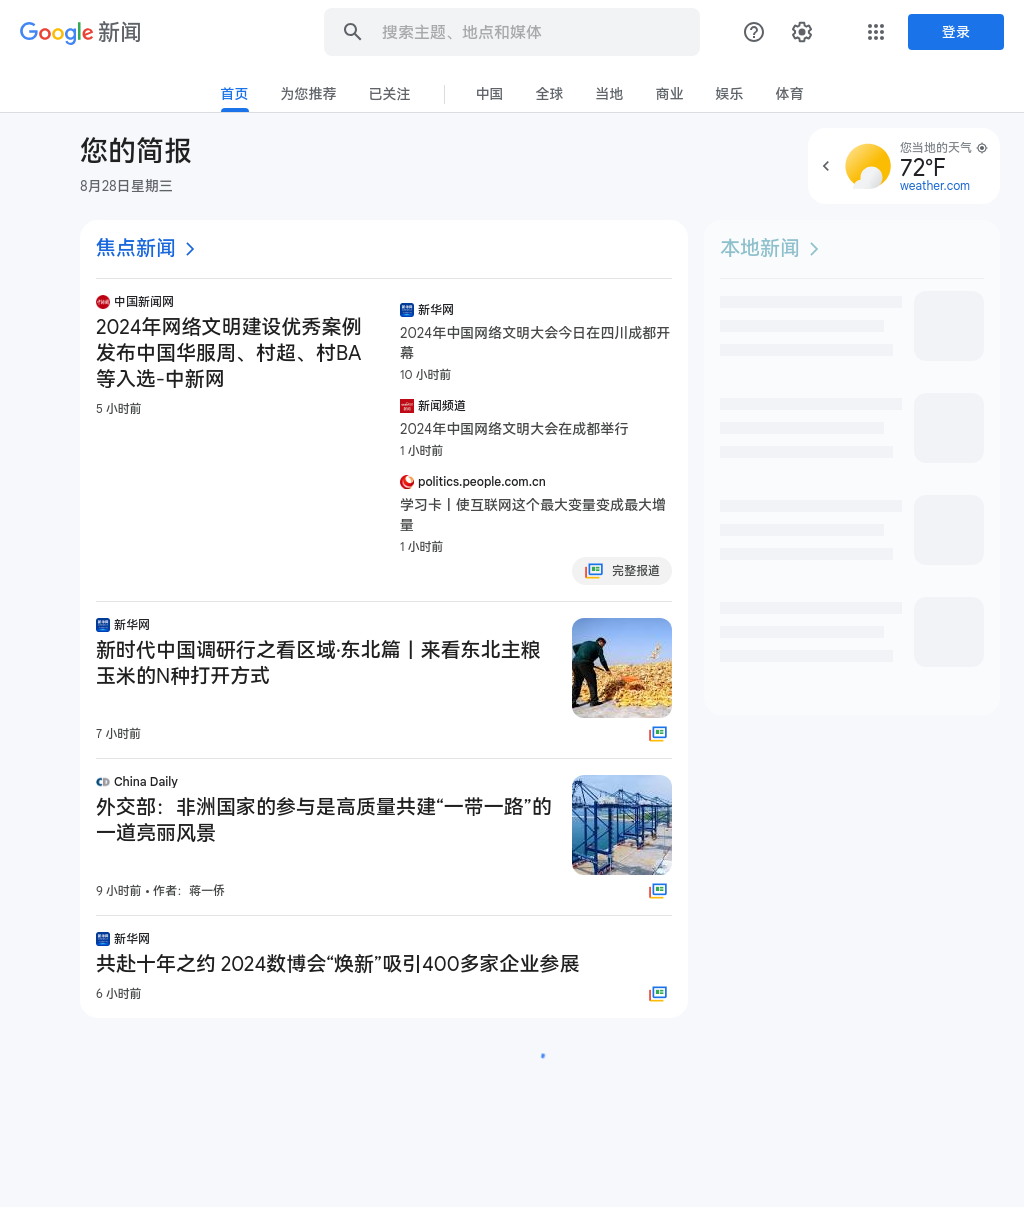 Google 新闻
搜索主题、地点和媒体
登录
首页 为您推荐 已关注 中国 全球 当地 商业 娱乐 体育
您的简报
8月28日星期三
您当地的天气
72°F
weather.com
焦点新闻
中国新闻网
2024年网络文明建设优秀案例
发布中国华服周、村超、村BA
等入选-中新网
5 小时前
新华网
2024年中国网络文明大会今日在四川成都开
幕
10 小时前
新闻频道
2024年中国网络文明大会在成都举行
1 小时前
politics.people.com.cn
学习卡丨使互联网这个最大变量变成最大增
量
1 小时前
完整报道
新华网
新时代中国调研行之看区域·东北篇丨来看东北主粮
玉米的N种打开方式
7 小时前
China Daily
外交部：非洲国家的参与是高质量共建“一带一路”的
一道亮丽风景
9 小时前 • 作者：蒋一侨
新华网
共赴十年之约 2024数博会“焕新”吸引400多家企业参展
6 小时前
本地新闻